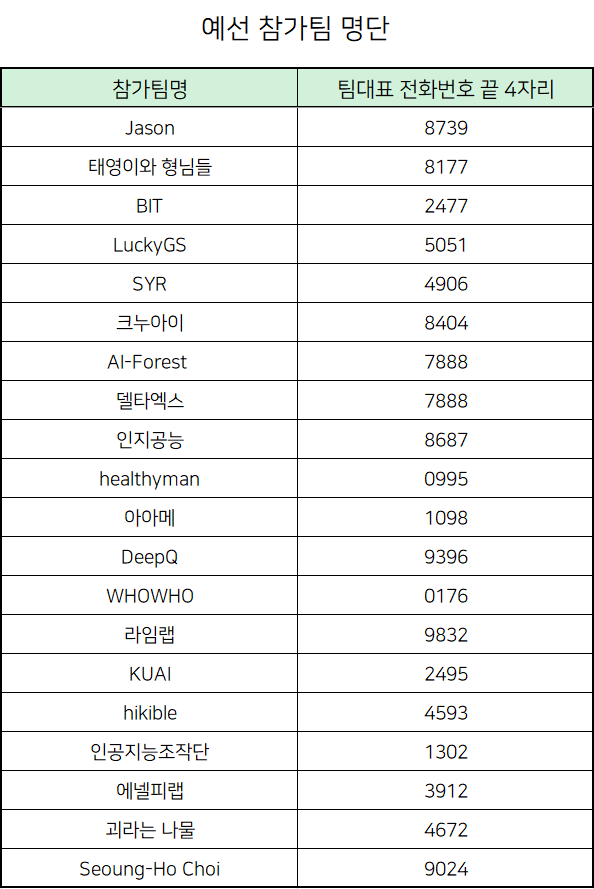 예선 참가팀 명단
참가팀명 팀대표 전화번호 끝 4자리
Jason 8739
태영이와 형님들 8177
BIT 2477
LuckyGS 5051
SYR 4906
크누아이 8404
AI-Forest 7888
델타엑스 7888
인지공능 8687
healthyman 0995
아아메 1098
DeepQ 9396
WHOWHO 0176
라임랩 9832
KUAI 2495
hikible 4593
인공지능조작단 1302
에넬피랩 3912
괴라는 나물 4672
Seoung-Ho Choi 9024